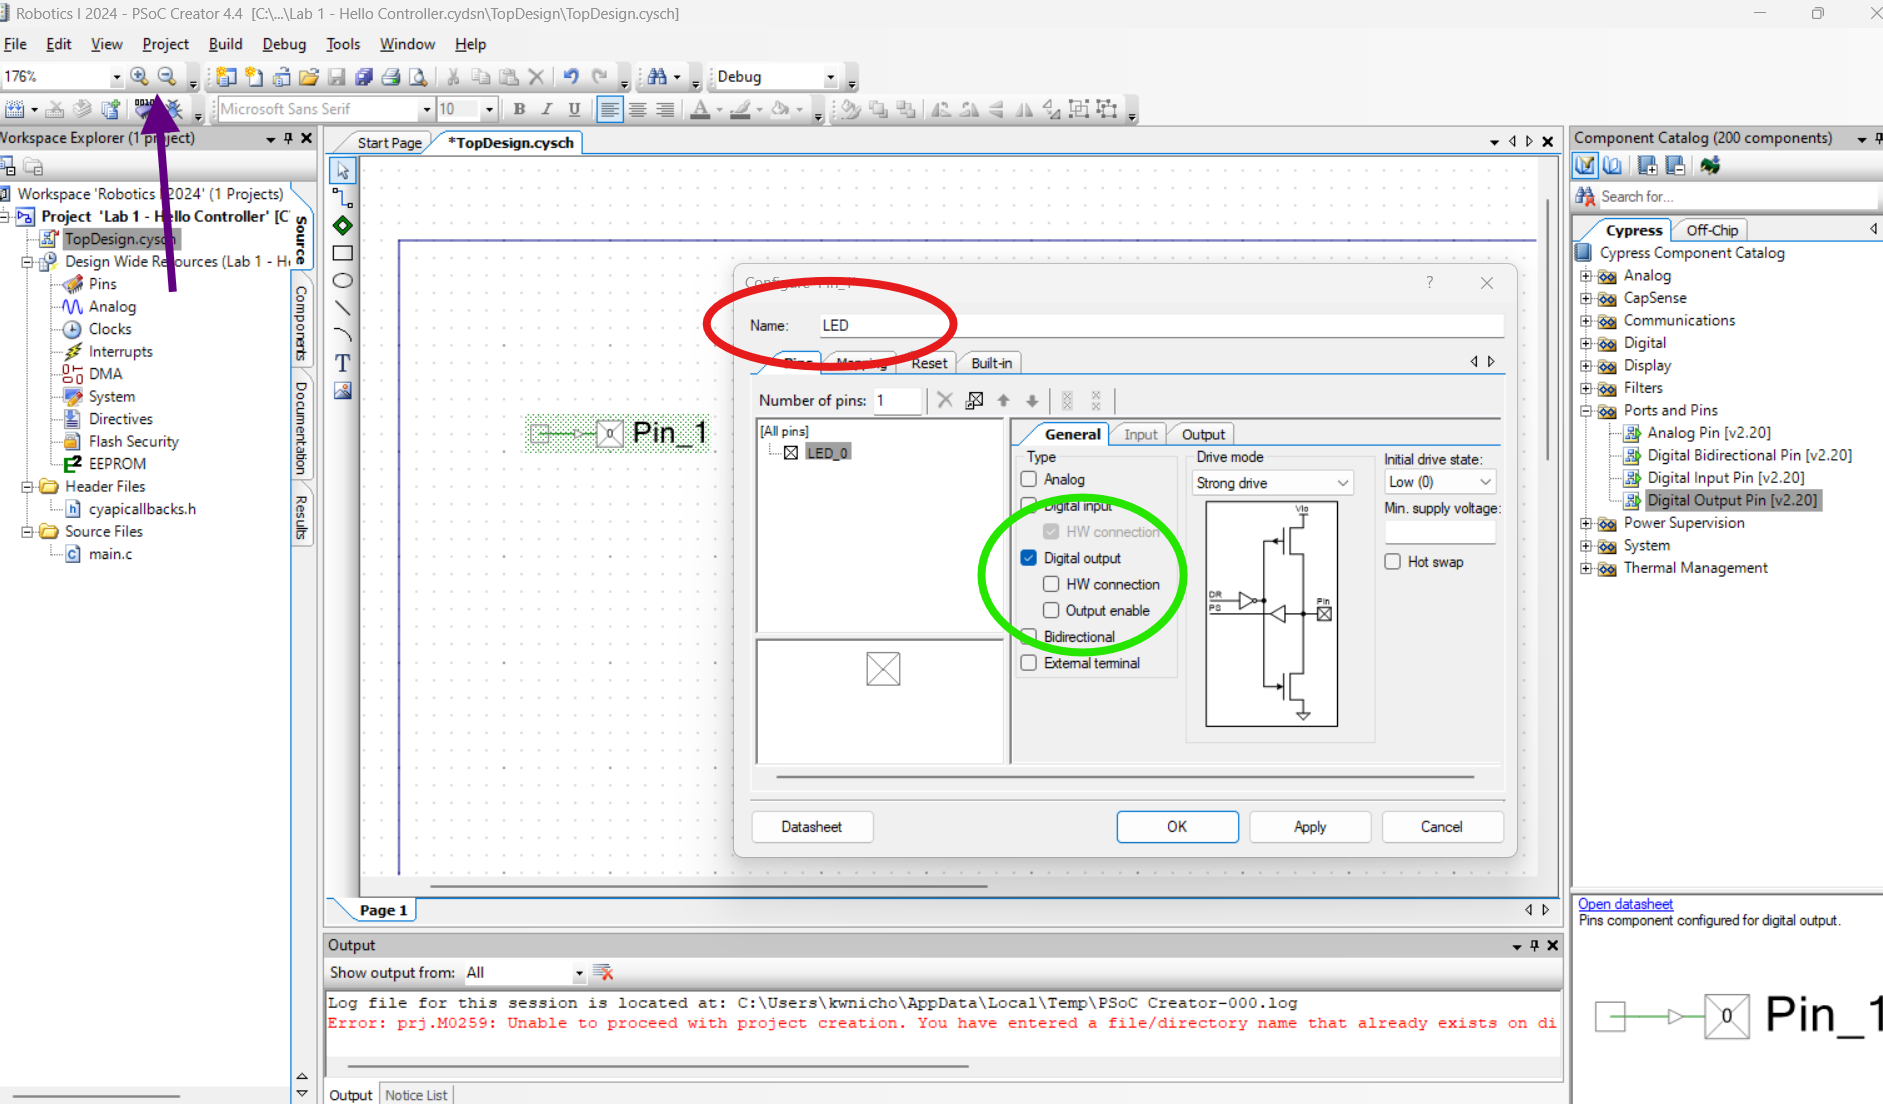 Robotics I 2024 - PSoC Creator 4.4 [C:\...\Lab 1 - Hello Controller.cydsn\TopDesign\TopDesign.cysch]
File Edit View Project Build Debug Tools Window Help
176%
Debug
Microsoft Sans Serif 10 B I U
Workspace Explorer (1 project)
Workspace 'Robotics I 2024' (1 Projects)
Project 'Lab 1 - Hello Controller' [C
TopDesign.cysch
Design Wide Resources (Lab 1 - He
Pins
Analog
Clocks
Interrupts
DMA
System
Directives
Flash Security
EEPROM
Header Files
cyapicallbacks.h
Source Files
main.c
Source
Components
Documentation
Results
Start Page
*TopDesign.cysch
Pin_1
Configure 'Pin_1'
Name: LED
Pins Mapping Reset Built-in
Number of pins: 1
[All pins]
LED_0
General Input Output
Type
Analog
Digital input
HW connection
Digital output
HW connection
Output enable
Bidirectional
External terminal
Drive mode
Strong drive
Vio
DR
PS
Pin
Initial drive state:
Low (0)
Min. supply voltage:
Hot swap
Datasheet OK Apply Cancel
Page 1
Output
Show output from: All
Log file for this session is located at: C:\Users\kwnicho\AppData\Local\Temp\PSoC Creator-000.log
Error: prj.M0259: Unable to proceed with project creation. You have entered a file/directory name that already exists on di
Output Notice List
Component Catalog (200 components)
Search for...
Cypress Off-Chip
Cypress Component Catalog
Analog
CapSense
Communications
Digital
Display
Filters
Ports and Pins
Analog Pin [v2.20]
Digital Bidirectional Pin [v2.20]
Digital Input Pin [v2.20]
Digital Output Pin [v2.20]
Power Supervision
System
Thermal Management
Open datasheet
Pins component configured for digital output.
0 Pin_1